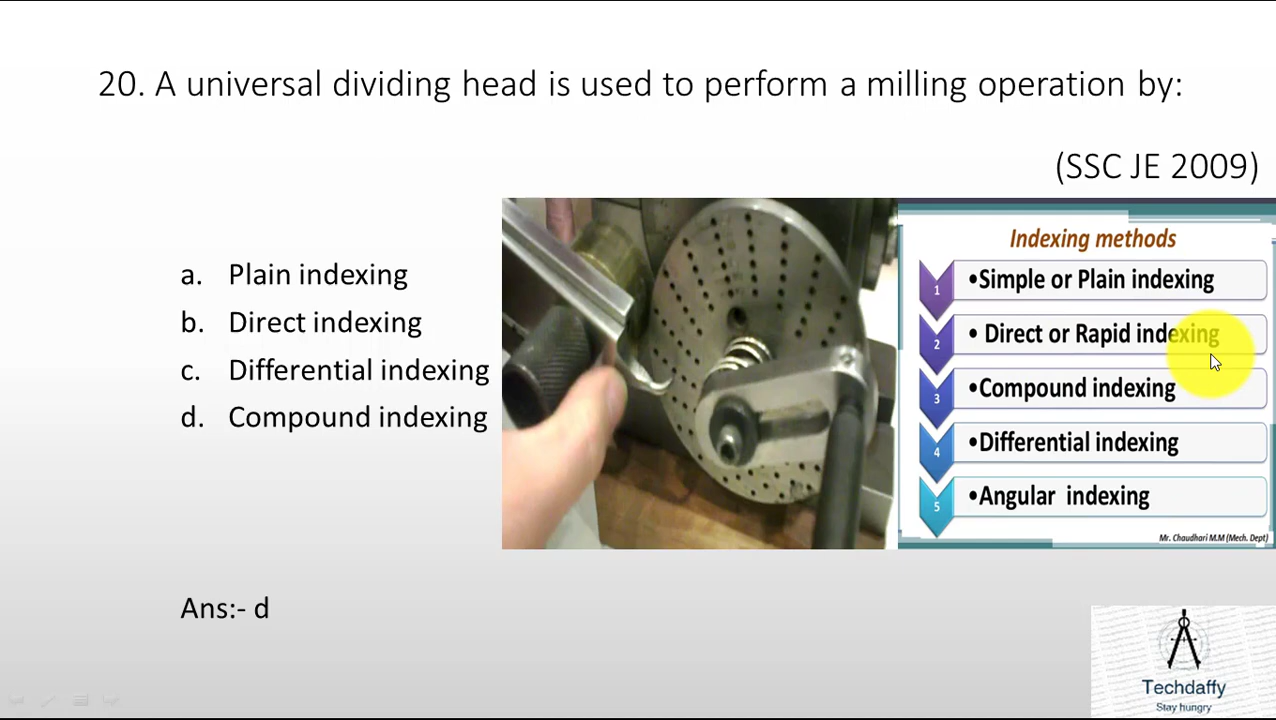 20. A universal dividing head is used to perform a milling operation by:
(SSC JE 2009)
a. Plain indexing
b. Direct indexing
c. Differential indexing
d. Compound indexing
Indexing methods
1 •Simple or Plain indexing
2 • Direct or Rapid indexing
3 •Compound indexing
4 •Differential indexing
5 •Angular indexing
Mr. Chaudhari M.M (Mech. Dept)
Ans:- d
Techdaffy
Stay hungry